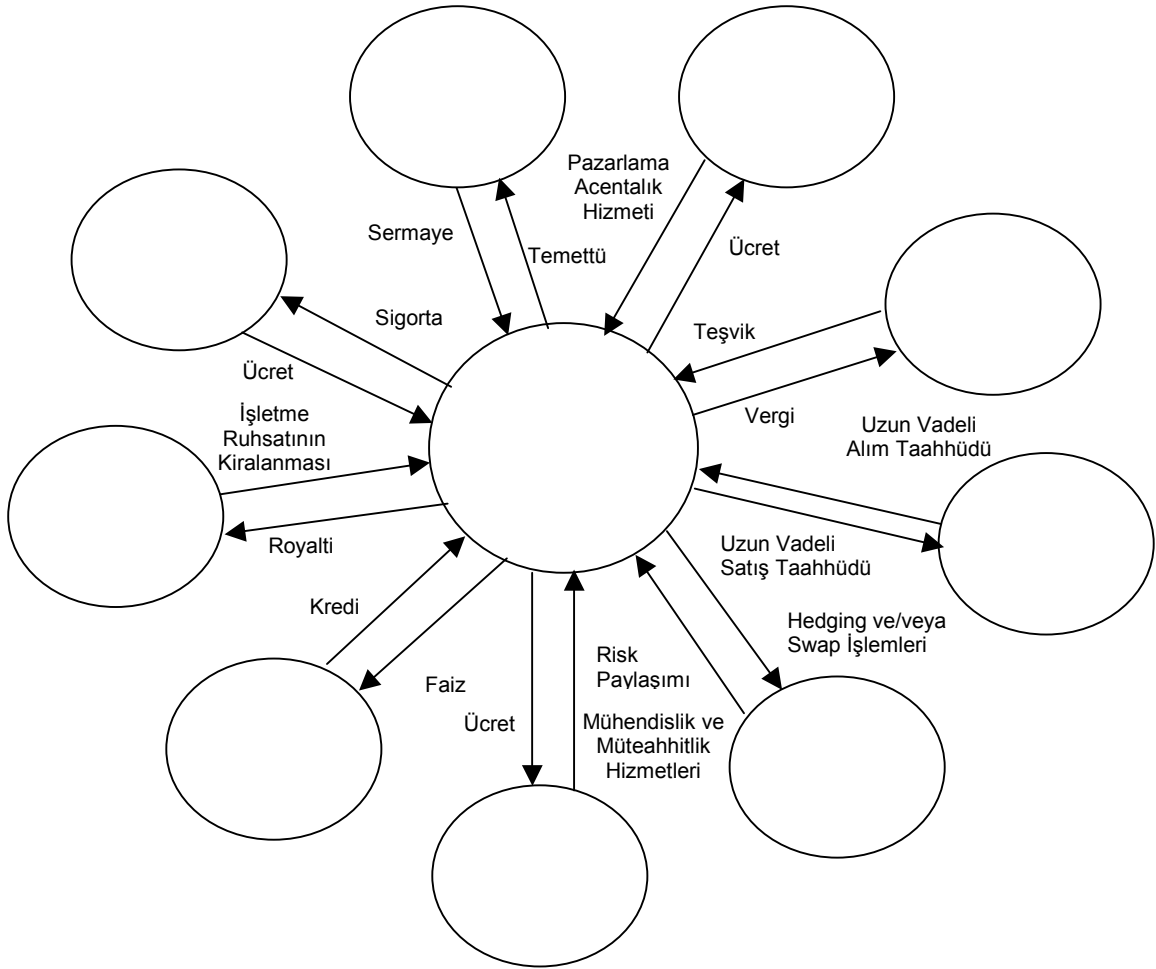 Pazarlama
Acentalık
Hizmeti
Sermaye
Temettü
Ücret
Sigorta
Teşvik
Ücret
Vergi
İşletme
Ruhsatının
Kiralanması
Uzun Vadeli
Alım Taahhüdü
Royalti
Uzun Vadeli
Satış Taahhüdü
Kredi
Hedging ve/veya
Swap İşlemleri
Risk
Paylaşımı
Faiz
Ücret
Mühendislik ve
Müteahhitlik
Hizmetleri